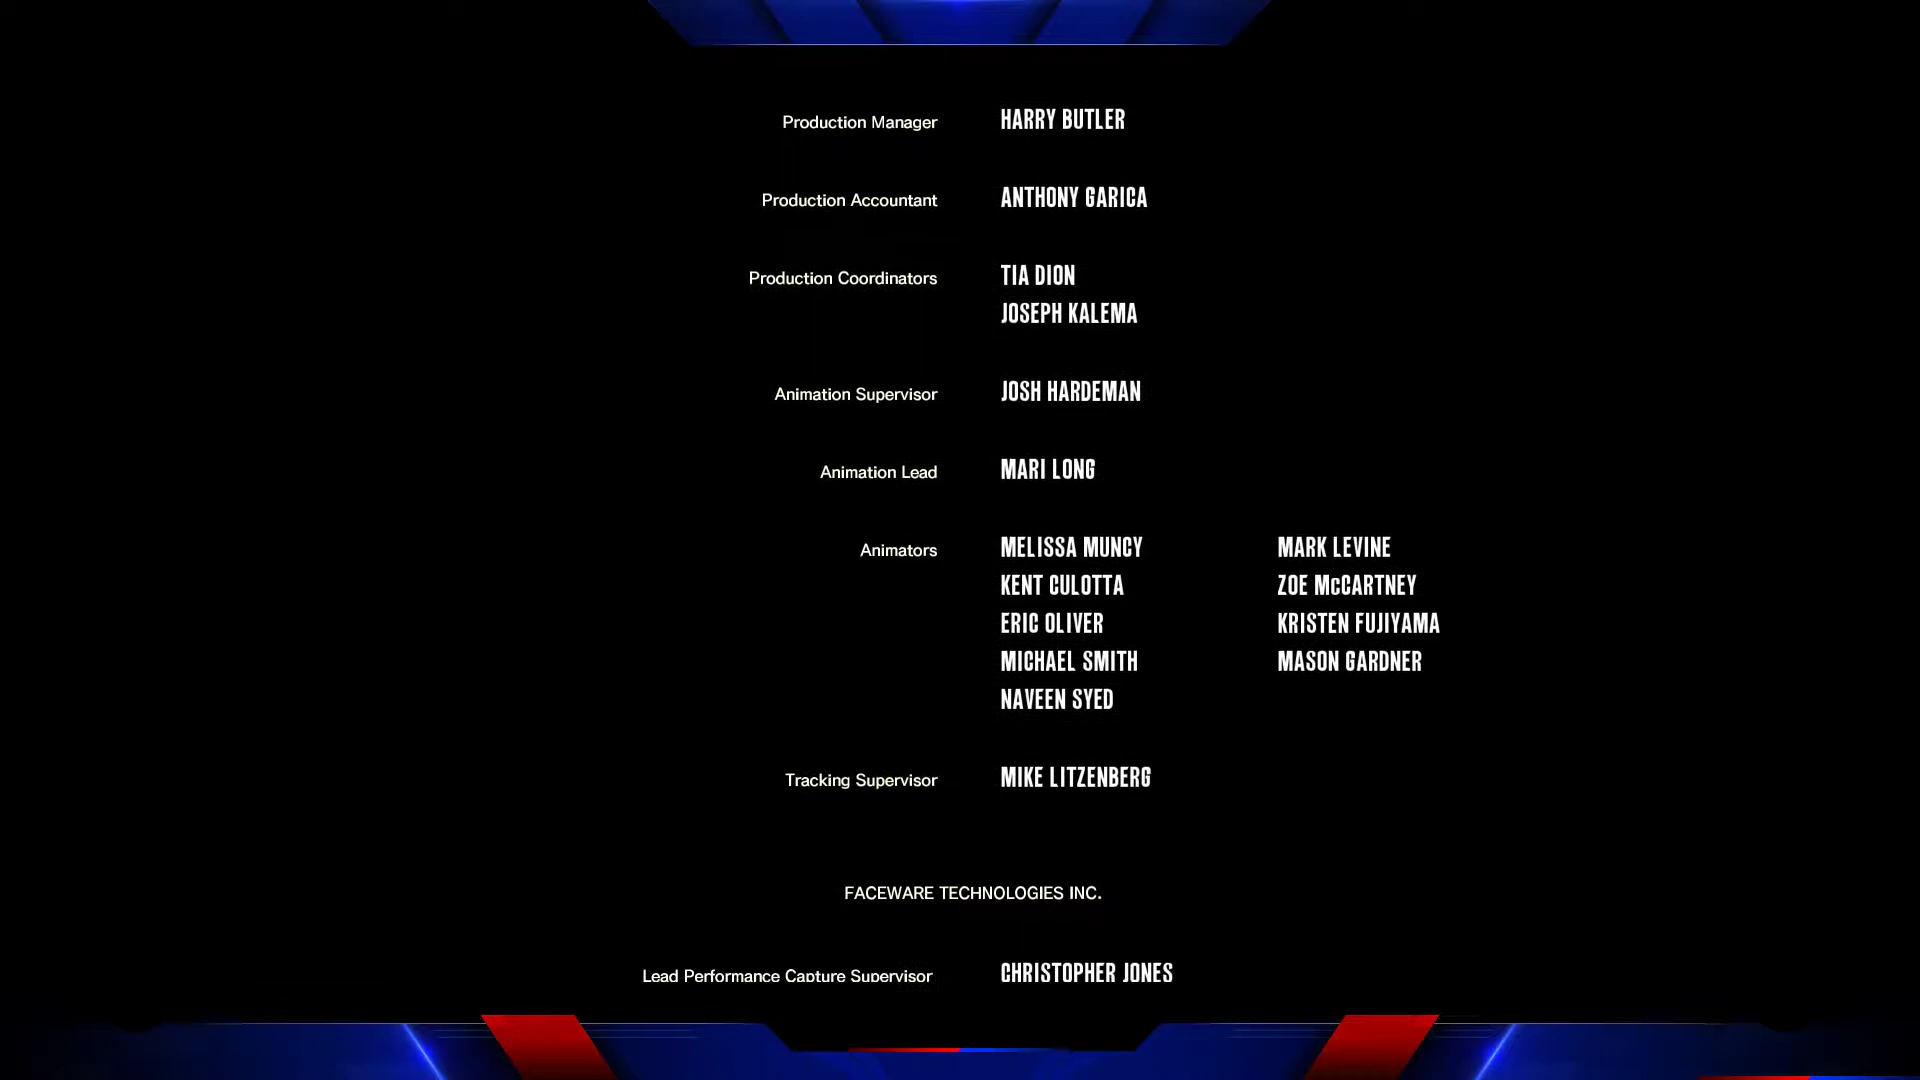 Production Manager HARRY BUTLER
Production Accountant ANTHONY GARICA
Production Coordinators TIA DION
JOSEPH KALEMA
Animation Supervisor JOSH HARDEMAN
Animation Lead MARI LONG
Animators MELISSA MUNCY MARK LEVINE
KENT CULOTTA ZOE McCARTNEY
ERIC OLIVER KRISTEN FUJIYAMA
MICHAEL SMITH MASON GARDNER
NAVEEN SYED
Tracking Supervisor MIKE LITZENBERG
FACEWARE TECHNOLOGIES INC.
Lead Performance Capture Supervisor CHRISTOPHER JONES